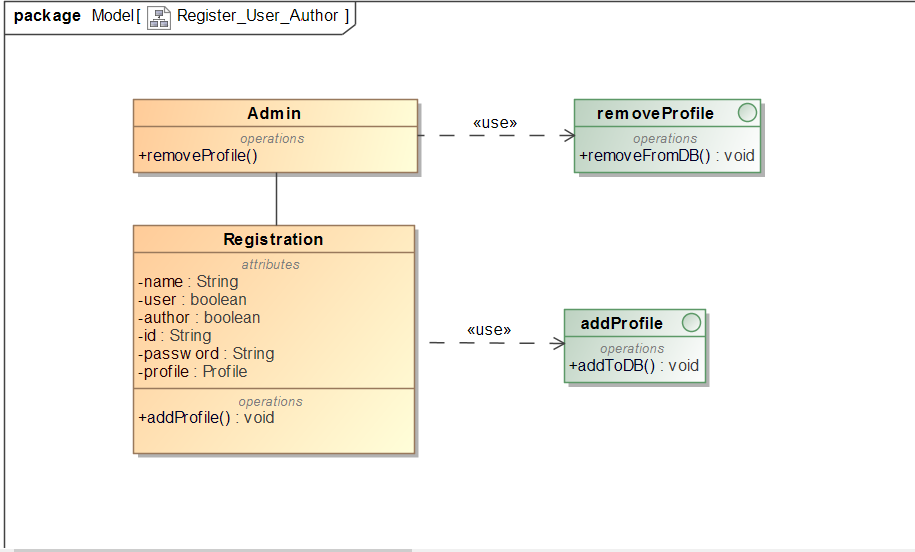 package Model[ Register_User_Author ]
Admin
operations
+removeProfile()
«use»
removeProfile
operations
+removeFromDB() : void
Registration
attributes
-name : String
-user : boolean
-author : boolean
-id : String
-password : String
-profile : Profile
operations
+addProfile() : void
«use»
addProfile
operations
+addToDB() : void